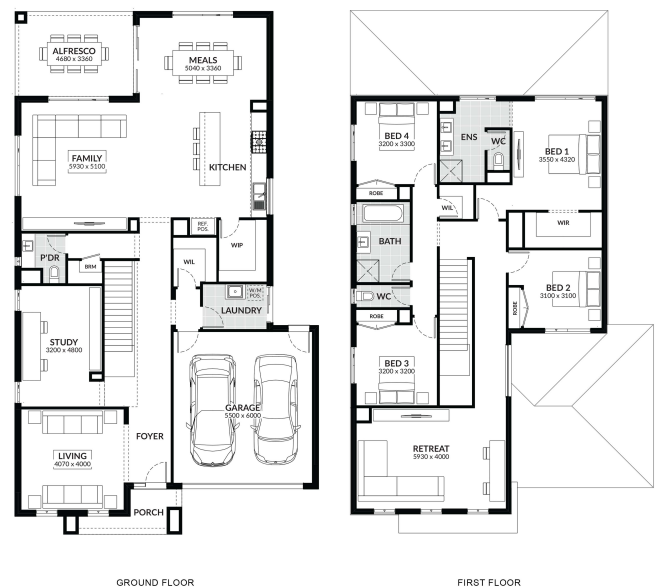 ALFRESCO
4680 x 3360
MEALS
5040 x 3360
FAMILY
5930 x 5100
KITCHEN
REF.
POS.
P'DR
BRM
WIL
WIP
W/M
POS.
LAUNDRY
STUDY
3200 x 4800
GARAGE
5500 x 6000
LIVING
4070 x 4000
FOYER
PORCH
GROUND FLOOR
BED 4
3200 x 3300
ENS
WC
BED 1
3550 x 4320
ROBE
WIL
WIR
BATH
WC
BED 2
3100 x 3100
ROBE
ROBE
BED 3
3200 x 3200
RETREAT
5930 x 4000
FIRST FLOOR